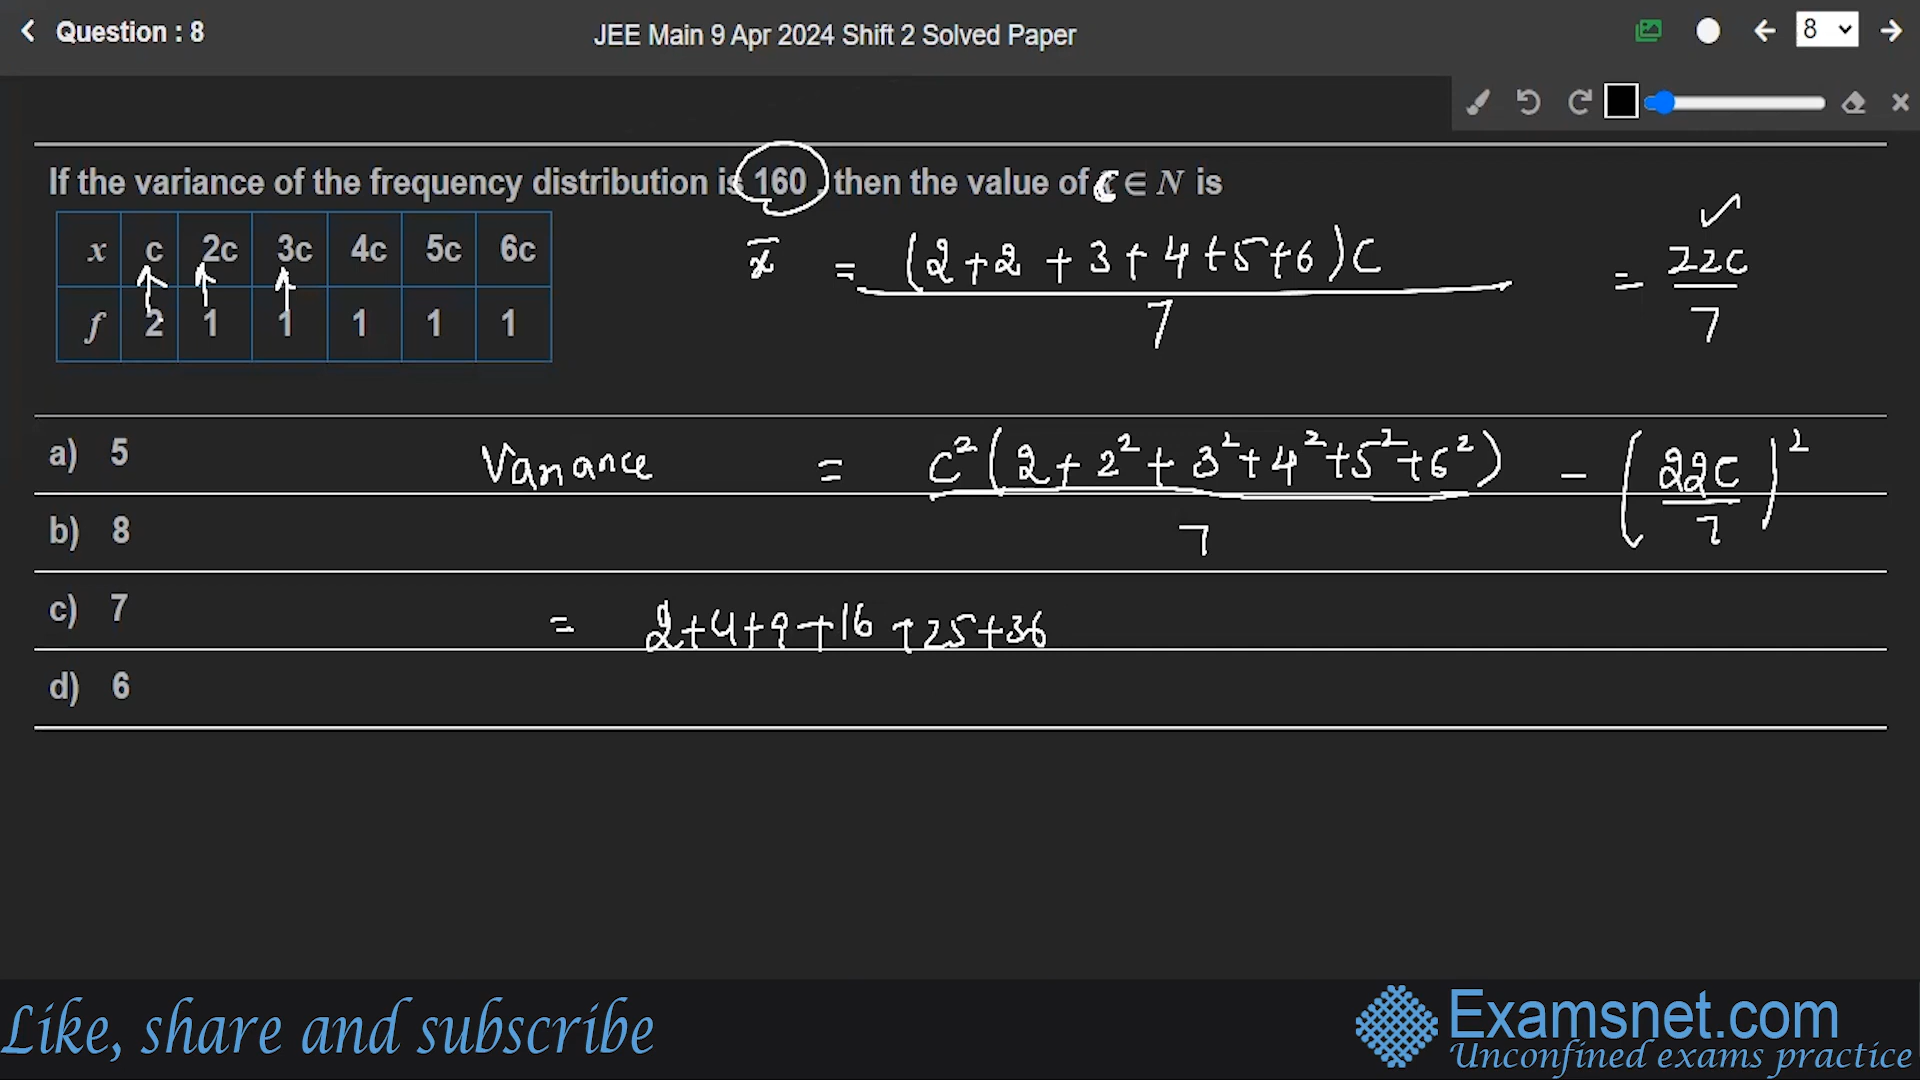 Question : 8
JEE Main 9 Apr 2024 Shift 2 Solved Paper
8
If the variance of the frequency distribution is 160 , then the value of c ∈ N is
x c 2c 3c 4c 5c 6c
f 2 1 1 1 1 1
x̄ = (2+2+3+4+5+6)C / 7 = 22C / 7
a) 5
Variance = C²(2+2²+3²+4²+5²+6²) / 7 − (22C / 7)²
b) 8
c) 7
= 2+4+9+16+25+36
d) 6
Like, share and subscribe
Examsnet.com
Unconfined exams practice